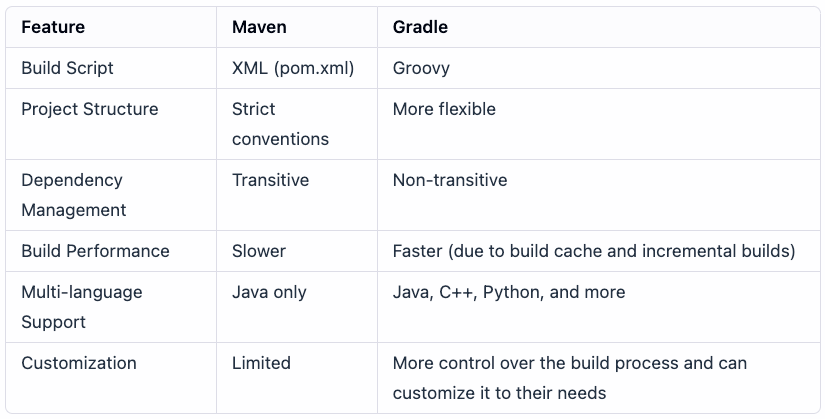 Feature Maven Gradle
Build Script XML (pom.xml) Groovy
Project Structure Strict More flexible
conventions
Dependency Transitive Non-transitive
Management
Build Performance Slower Faster (due to build cache and incremental builds)
Multi-language Java only Java, C++, Python, and more
Support
Customization Limited More control over the build process and can
customize it to their needs